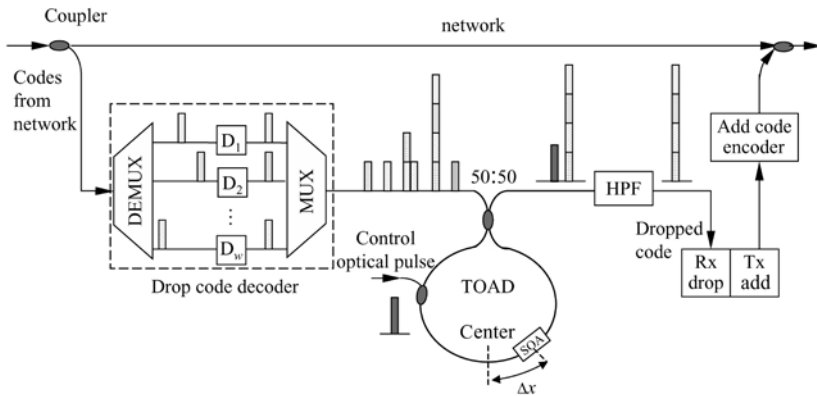 Coupler
network
Codes
from
network
DEMUX
D1
D2
⋮
Dw
MUX
Drop code decoder
50:50
HPF
Add code
encoder
Dropped
code
Rx
drop
Tx
add
Control
optical pulse
TOAD
Center
SOA
Δx